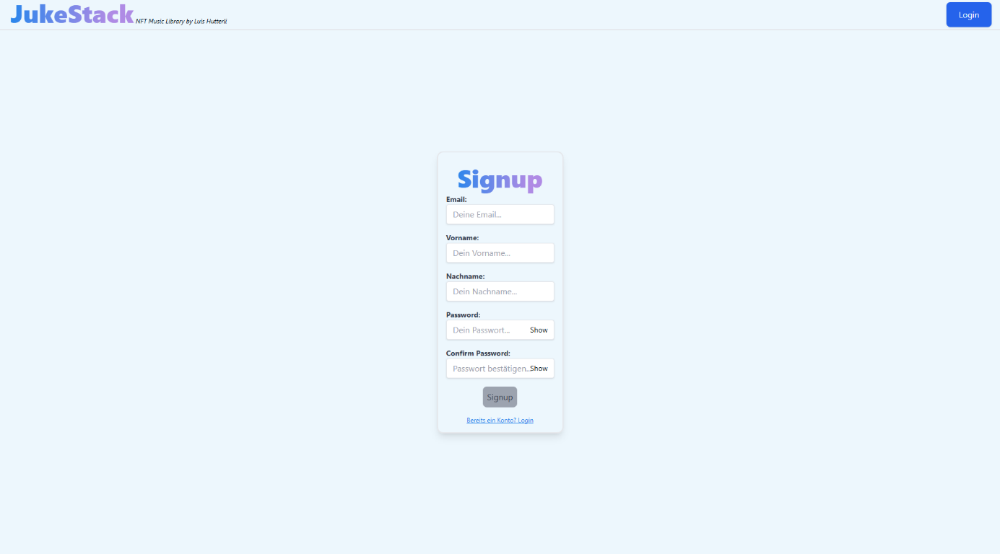 JukeStack NFT Music Library by Luis Hutterli
Login
Signup
Email:
Deine Email...
Vorname:
Dein Vorname...
Nachname:
Dein Nachname...
Password:
Dein Passwort... Show
Confirm Password:
Passwort bestätigen... Show
Signup
Bereits ein Konto? Login